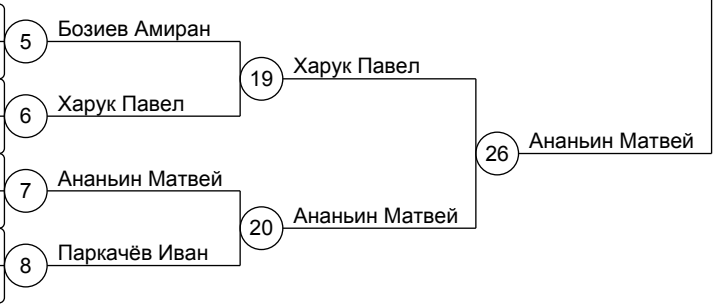 5 Бозиев Амиран
19 Харук Павел
6 Харук Павел
26 Ананьин Матвей
7 Ананьин Матвей
20 Ананьин Матвей
8 Паркачёв Иван